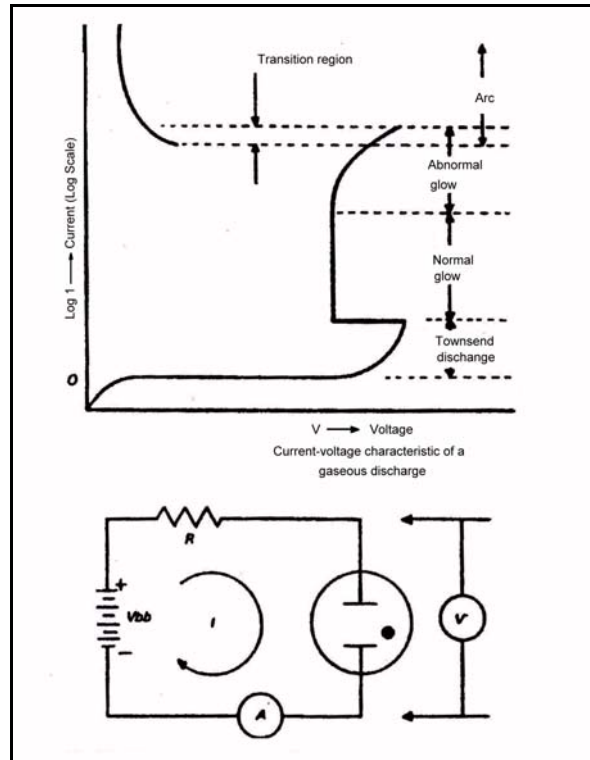 Transition region
Arc
Abnormal
glow
Normal
glow
Townsend
dischange
Log 1 → Current (Log Scale)
0
V → Voltage
Current-voltage characteristic of a
gaseous discharge
R
+
Vbb
−
I
V
A